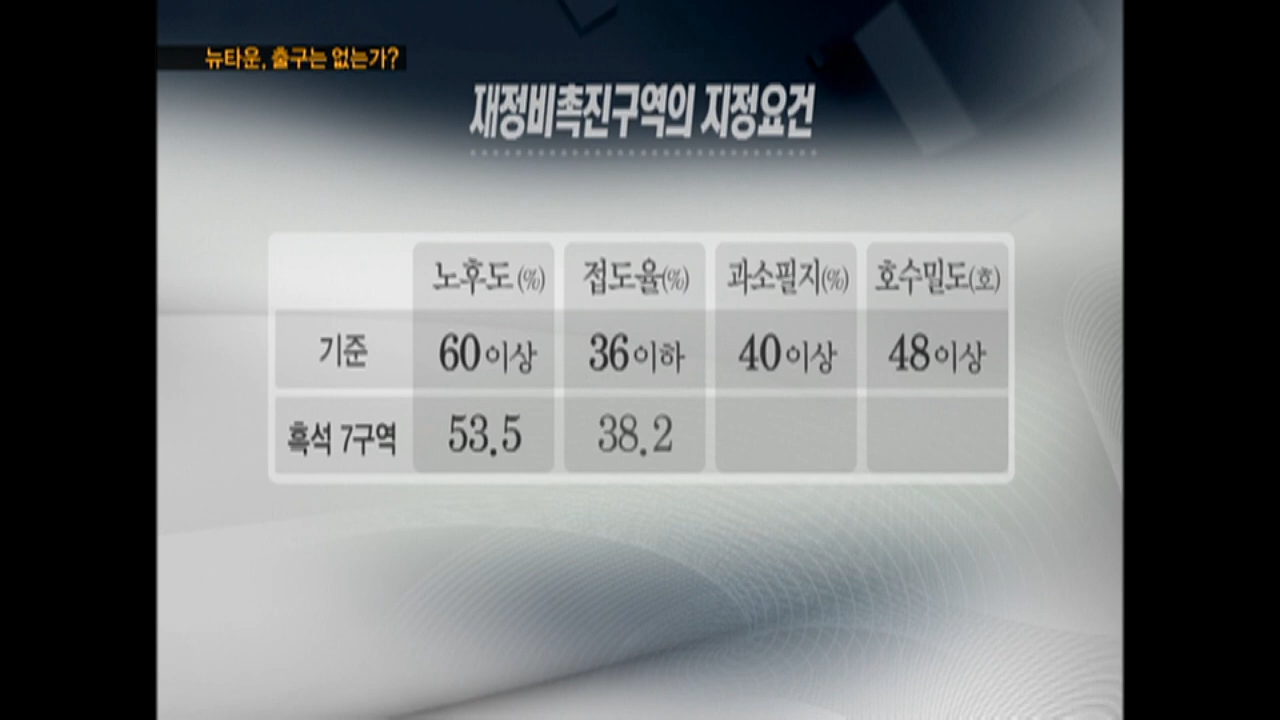 뉴타운, 출구는 없는가?
재정비촉진구역의 지정요건
노후도(%) 접도율(%) 과소필지(%) 호수밀도(호)
기준 60이상 36이하 40이상 48이상
흑석 7구역 53.5 38.2